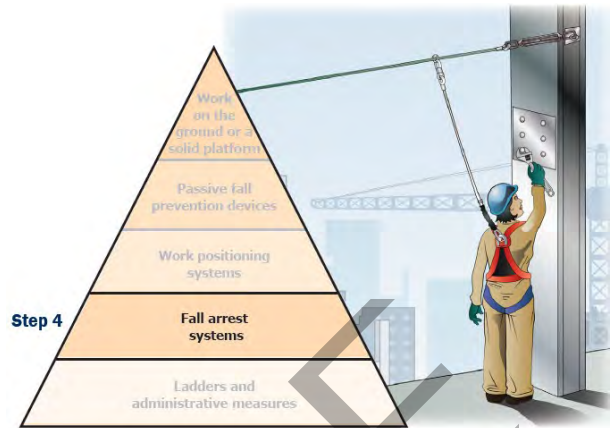 Work
on the
ground or a
solid platform
Passive fall
prevention devices
Work positioning
systems
Step 4
Fall arrest
systems
Ladders and
administrative measures